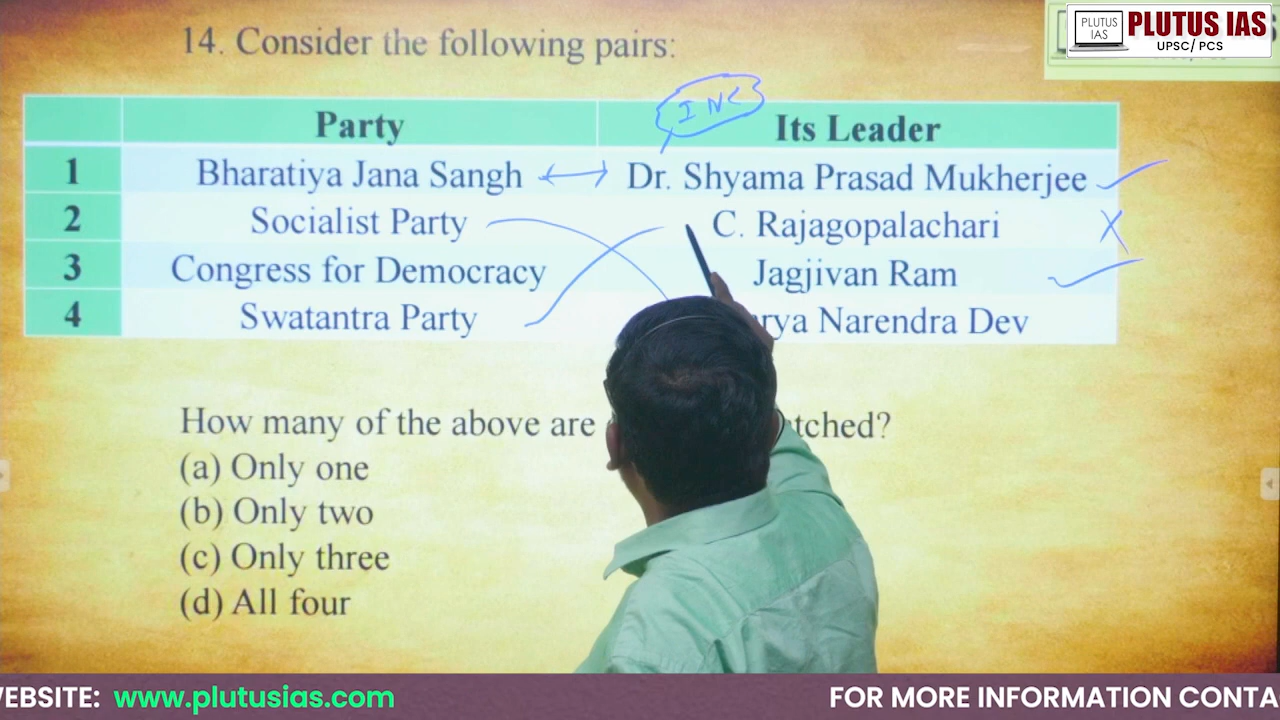 14. Consider the following pairs:
PLUTUS IAS
PLUTUS IAS
UPSC/ PCS
INC
Party Its Leader
1 Bharatiya Jana Sangh Dr. Shyama Prasad Mukherjee
2 Socialist Party C. Rajagopalachari
3 Congress for Democracy Jagjivan Ram
4 Swatantra Party Narendra Dev
How many of the above are
(a) Only one
(b) Only two
(c) Only three
(d) All four
WEBSITE: www.plutusias.com FOR MORE INFORMATION CONTA